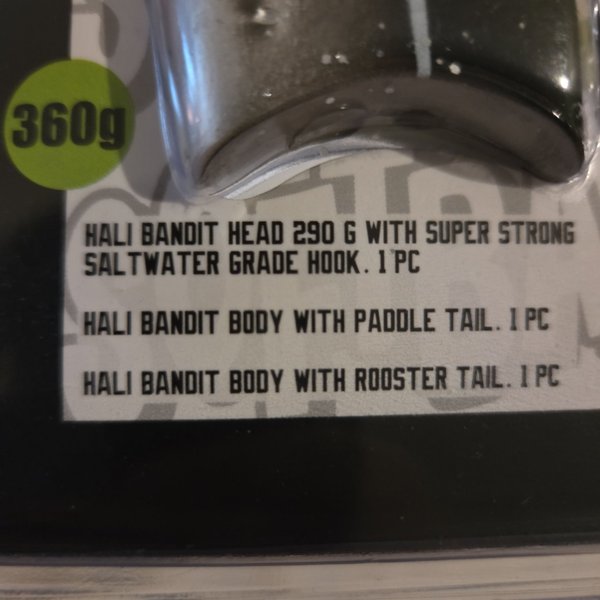 360g
HALI BANDIT HEAD 290 G WITH SUPER STRONG
SALTWATER GRADE HOOK. 1 PC
HALI BANDIT BODY WITH PADDLE TAIL. 1 PC
HALI BANDIT BODY WITH ROOSTER TAIL. 1 PC